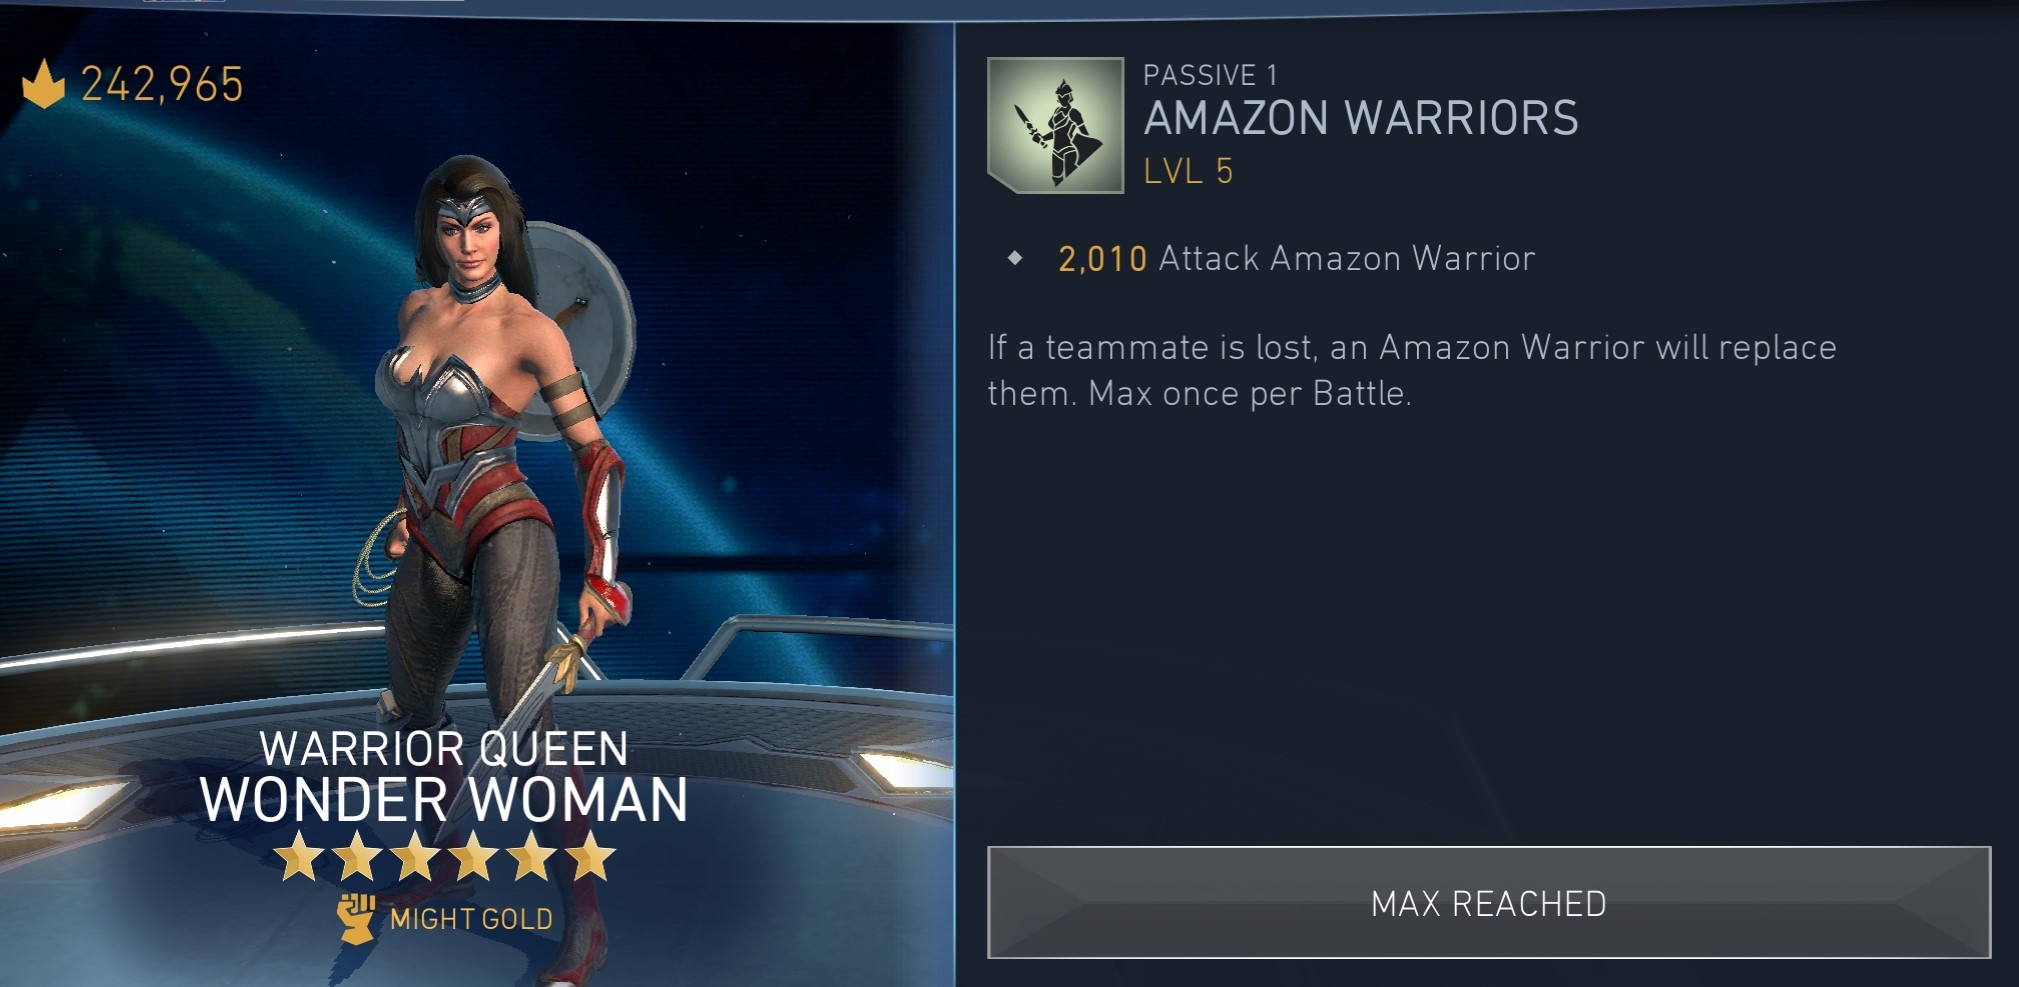 242,965
WARRIOR QUEEN
WONDER WOMAN
MIGHT GOLD
PASSIVE 1
AMAZON WARRIORS
LVL 5
2,010 Attack Amazon Warrior
If a teammate is lost, an Amazon Warrior will replace
them. Max once per Battle.
MAX REACHED